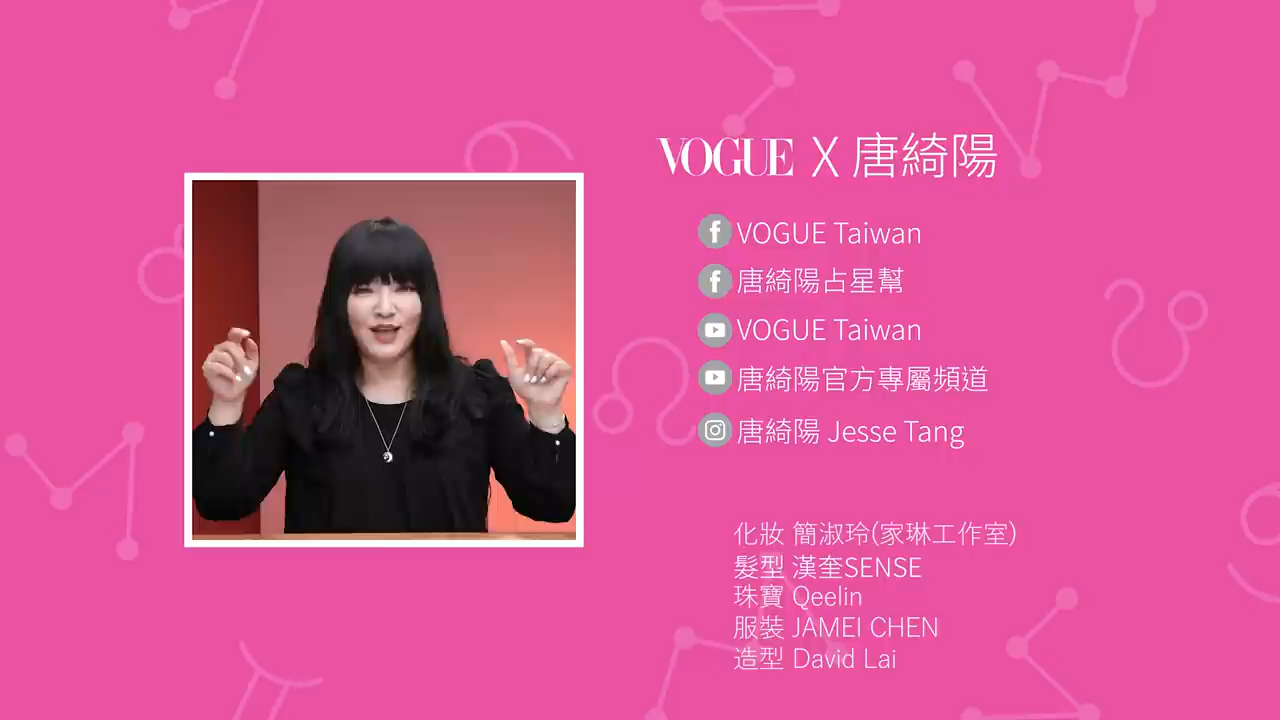 VOGUE X 唐綺陽
VOGUE Taiwan
唐綺陽占星幫
VOGUE Taiwan
唐綺陽官方專屬頻道
唐綺陽 Jesse Tang
化妝 簡淑玲(家琳工作室)
髮型 漢奎SENSE
珠寶 Qeelin
服裝 JAMEI CHEN
造型 David Lai